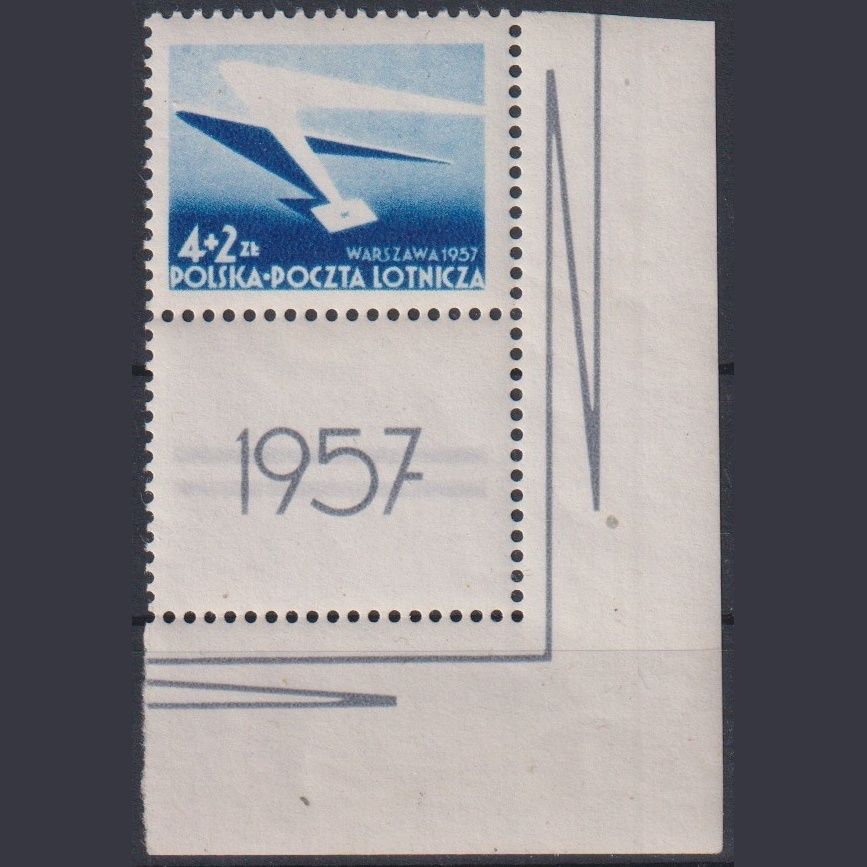 4+2 ZŁ
WARSZAWA 1957
POLSKA·POCZTA LOTNICZA
1957